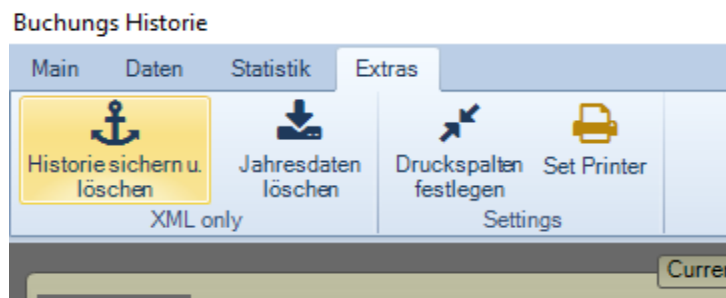 Buchungs Historie
Main Daten Statistik Extras
Historie sichern u. Jahresdaten Druckspalten Set Printer
löschen löschen festlegen
XML only Settings